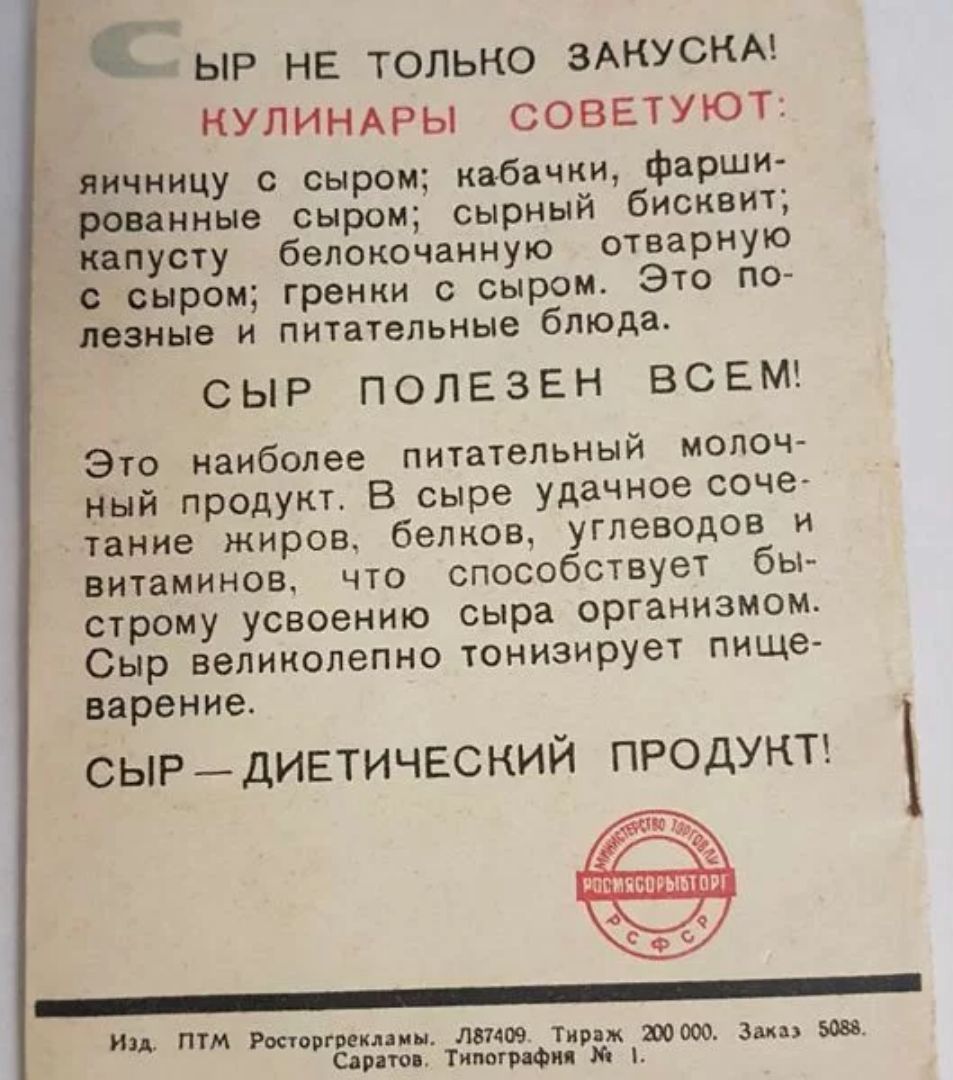 СЫР НЕ ТОЛЬКО ЗАКУСКА!
КУЛИНАРЫ СОВЕТУЮТ:
яичницу с сыром; кабачки, фарши-
рованные сыром; сырный бисквит;
капусту белокочанную отварную
с сыром; гренки с сыром. Это по-
лезные и питательные блюда.
СЫР ПОЛЕЗЕН ВСЕМ!
Это наиболее питательный молоч-
ный продукт. В сыре удачное соче-
тание жиров, белков, углеводов и
витаминов, что способствует бы-
строму усвоению сыра организмом.
Сыр великолепно тонизирует пище-
варение.
СЫР — ДИЕТИЧЕСКИЙ ПРОДУКТ!
МИНИСТЕРСТВО ТОРГОВЛИ
РОСМЯСОРЫБТОРГ
РСФСР
Изд. ПТМ Росторгрекламы. Л87409. Тираж 200 000. Заказ 5088.
Саратов. Типография № 1.